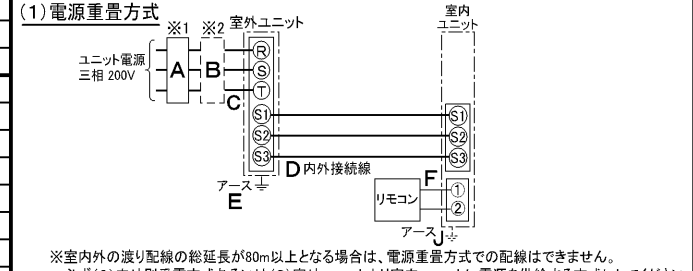 (1)電源重畳方式
※1 ※2 室外ユニット 室内
ユニット
ユニット電源
三相 200V
A B C
R
S
T
S1 S1
S2 S2
S3 S3
D 内外接続線
アース
E
リモコン F ① ②
アース J
※室内外の渡り配線の総延長が80m以上となる場合は、電源重畳方式での配線はできません。